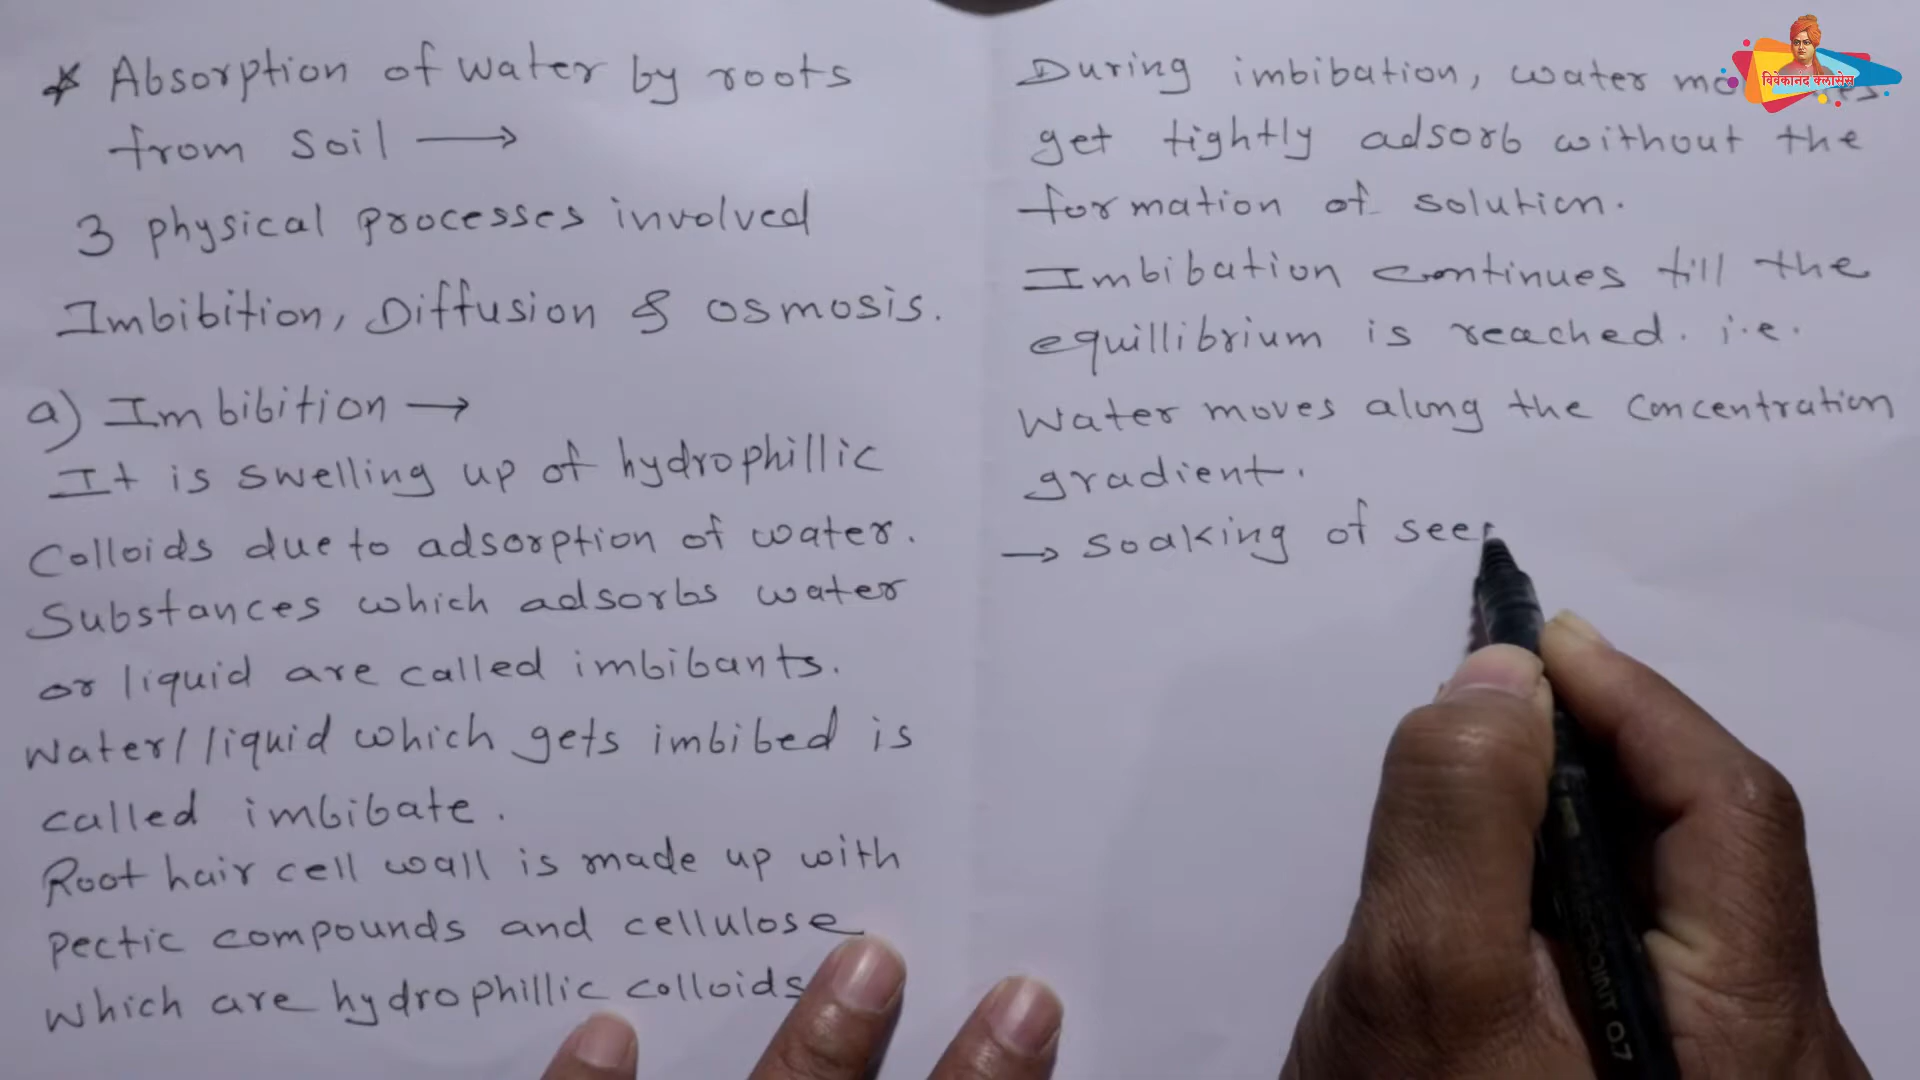 * Absorption of water by roots
from soil →
3 physical processes involved
Imbibition, Diffusion & osmosis.
a) Imbibition →
It is swelling up of hydrophillic
colloids due to adsorption of water.
Substances which adsorbs water
or liquid are called imbibants.
Water/liquid which gets imbibed is
called imbibate.
Root hair cell wall is made up with
pectic compounds and cellulose
which are hydrophillic colloids
During imbibation, water
get tightly adsorb without the
formation of solution.
Imbibation continues till the
equillibrium is reached. i.e.
Water moves along the concentration
gradient.
→ soaking of
विवेकानंद क्लासेस
ROPOINT 0.7